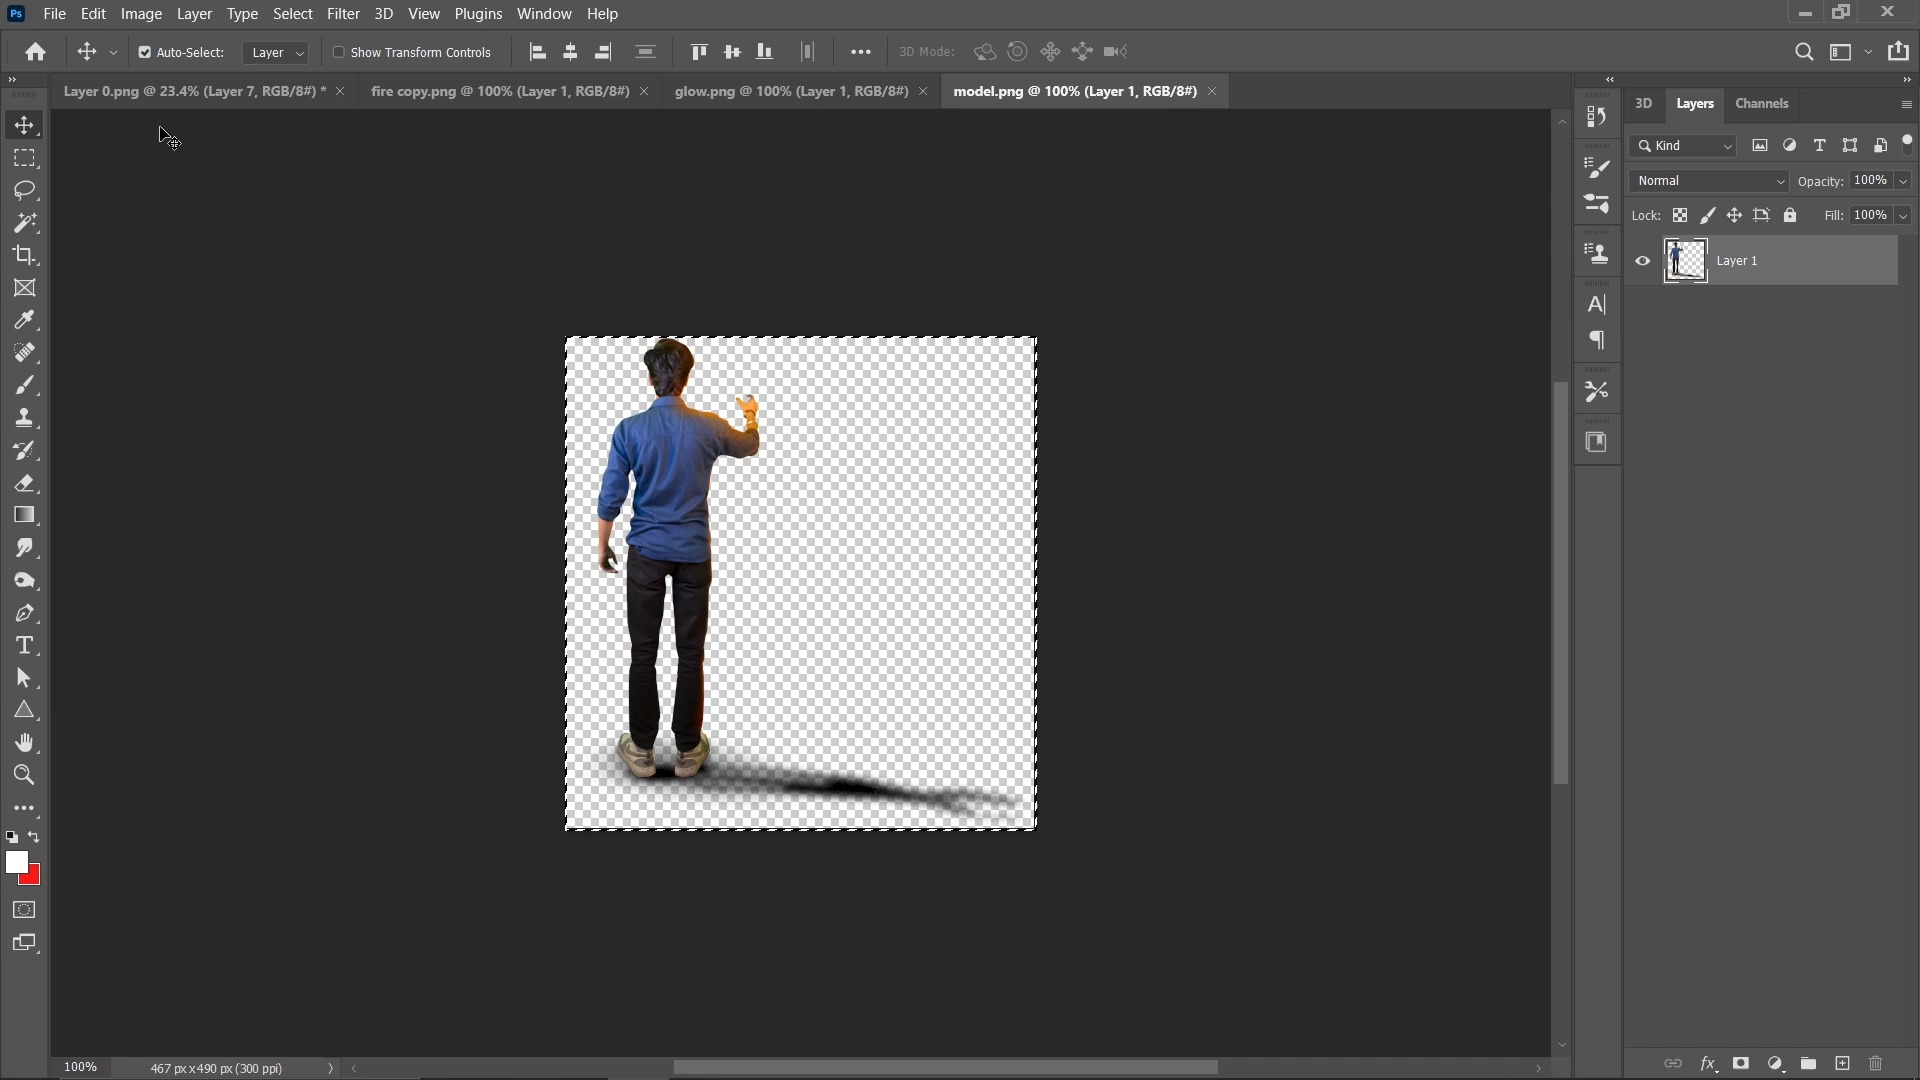 Ps File Edit Image Layer Type Select Filter 3D View Plugins Window Help
Auto-Select: Layer Show Transform Controls 3D Mode:
Layer 0.png @ 23.4% (Layer 7, RGB/8#) * fire copy.png @ 100% (Layer 1, RGB/8#) glow.png @ 100% (Layer 1, RGB/8#) model.png @ 100% (Layer 1, RGB/8#)
3D Layers Channels
Kind
Normal Opacity: 100%
Lock: Fill: 100%
Layer 1
100% 467 px x 490 px (300 ppi)